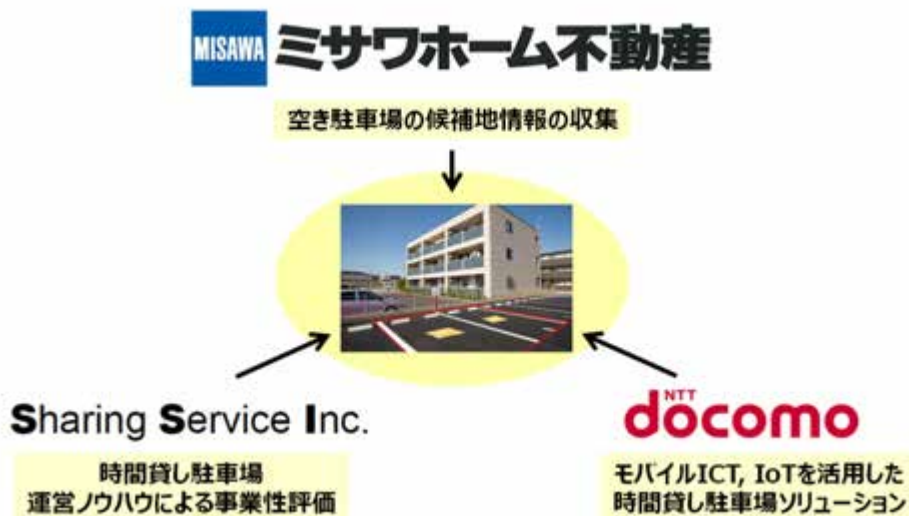 MISAWA ミサワホーム不動産
空き駐車場の候補地情報の収集
Sharing Service Inc.
時間貸し駐車場
運営ノウハウによる事業性評価
NTT
döcomo
モバイルICT, IoTを活用した
時間貸し駐車場ソリューション